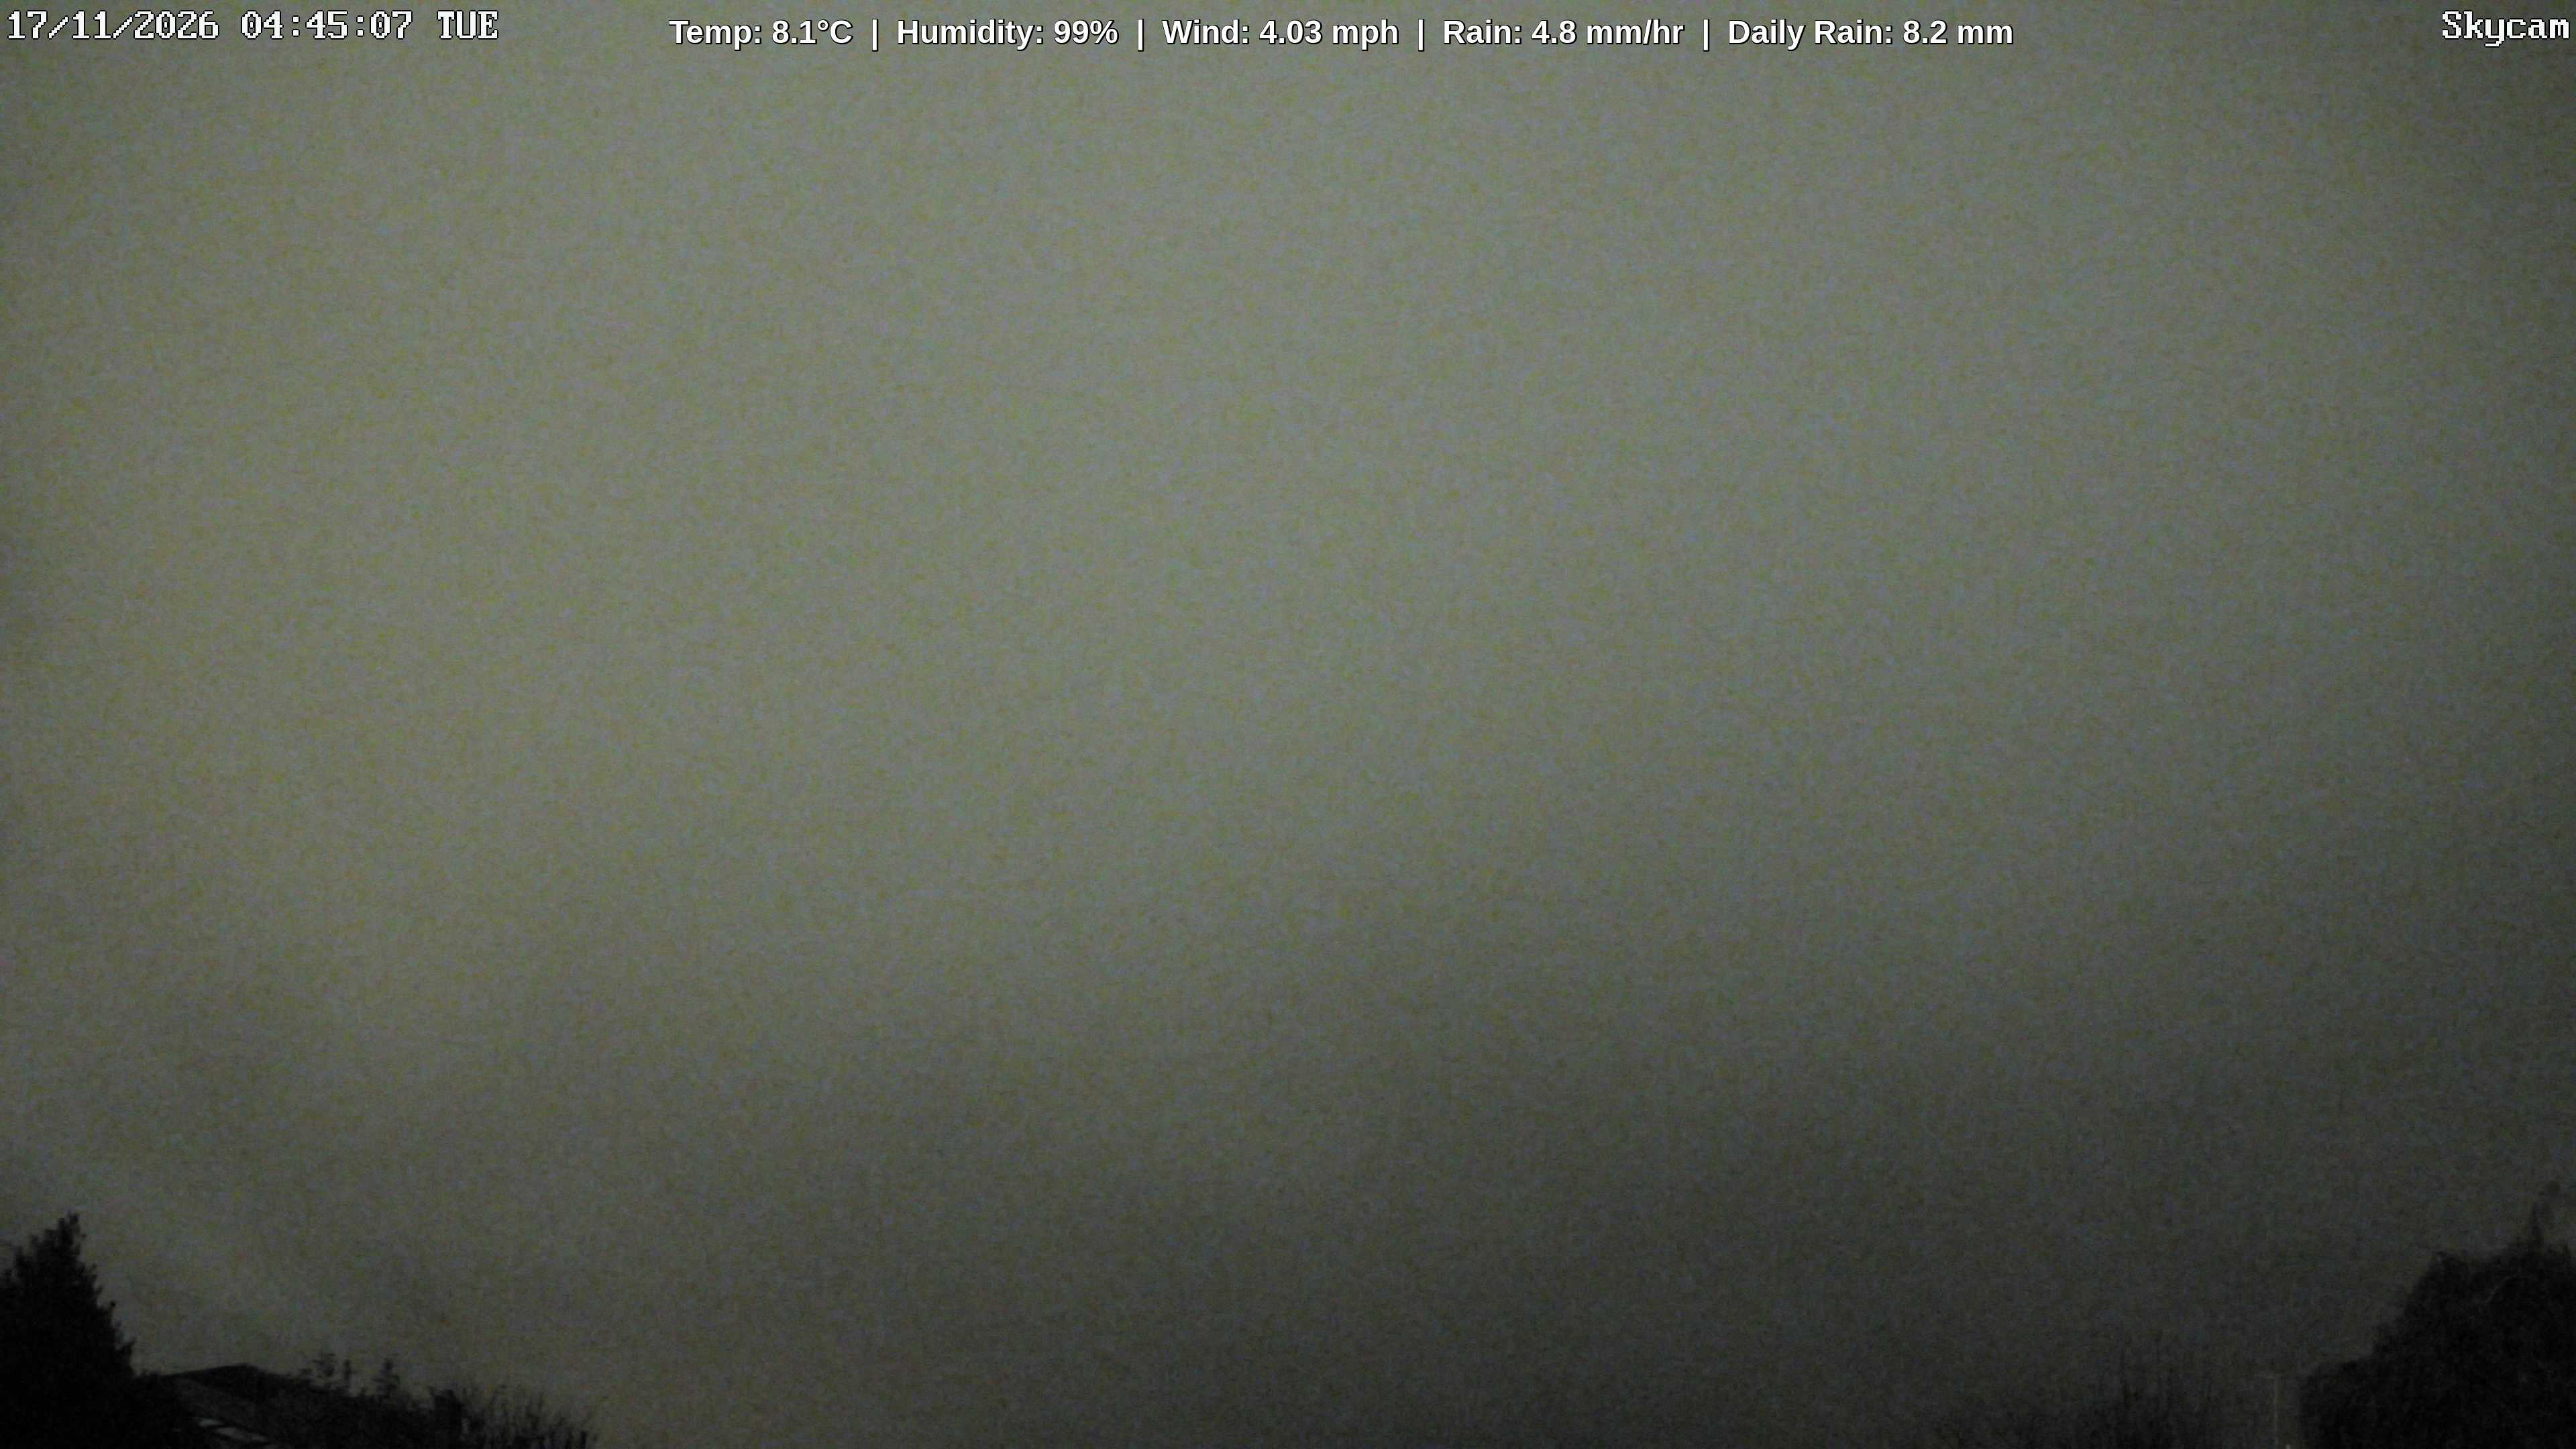 17/11/2026 04:45:07 TUE
Temp: 8.1°C | Humidity: 99% | Wind: 4.03 mph | Rain: 4.8 mm/hr | Daily Rain: 8.2 mm
Skycam